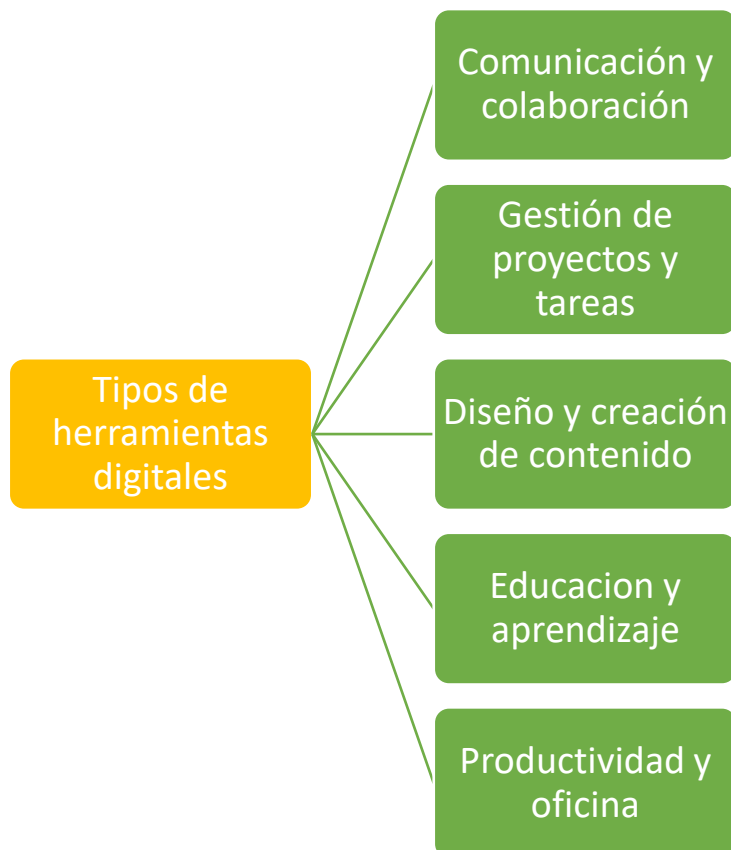 Comunicación y
colaboración
Gestión de
proyectos y
tareas
Tipos de
herramientas
digitales
Diseño y creación
de contenido
Educacion y
aprendizaje
Productividad y
oficina